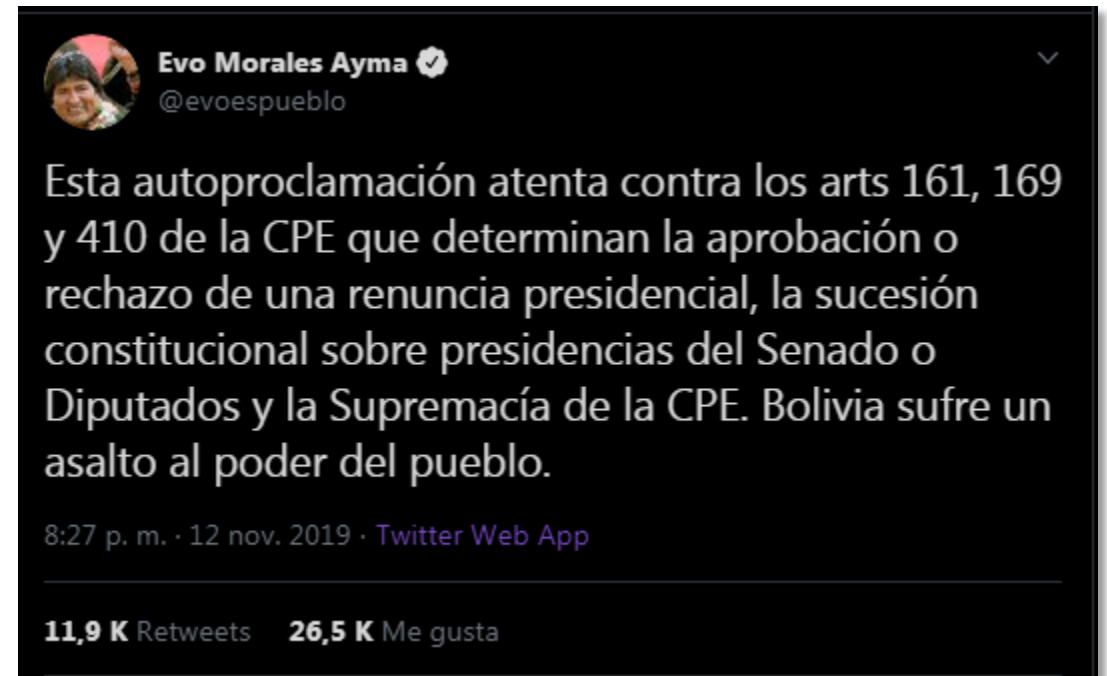 Evo Morales Ayma
@evoespueblo
Esta autoproclamación atenta contra los arts 161, 169
y 410 de la CPE que determinan la aprobación o
rechazo de una renuncia presidencial, la sucesión
constitucional sobre presidencias del Senado o
Diputados y la Supremacía de la CPE. Bolivia sufre un
asalto al poder del pueblo.
8:27 p. m. · 12 nov. 2019 · Twitter Web App
11,9 K Retweets 26,5 K Me gusta